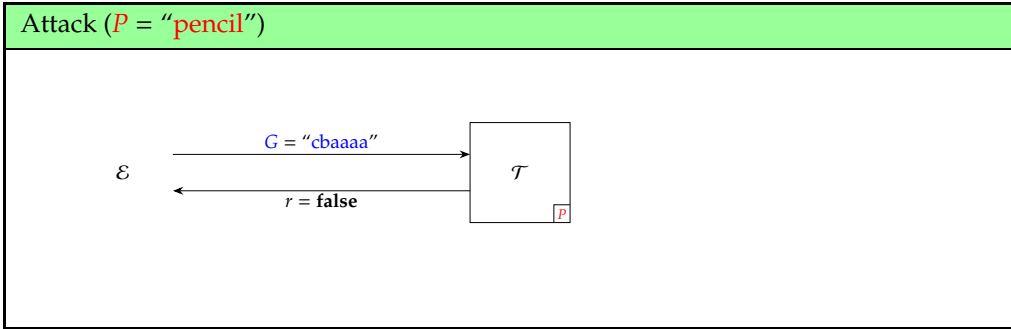 Attack (P = “pencil”)
G = “cbaaaa”
ℰ
𝒯
r = false
P